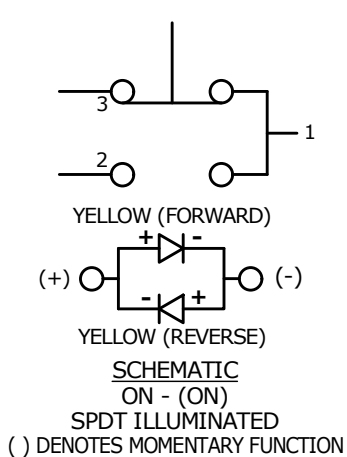 3
1
2
YELLOW (FORWARD)
+ -
(+) (-)
- +
YELLOW (REVERSE)
SCHEMATIC
ON - (ON)
SPDT ILLUMINATED
( ) DENOTES MOMENTARY FUNCTION